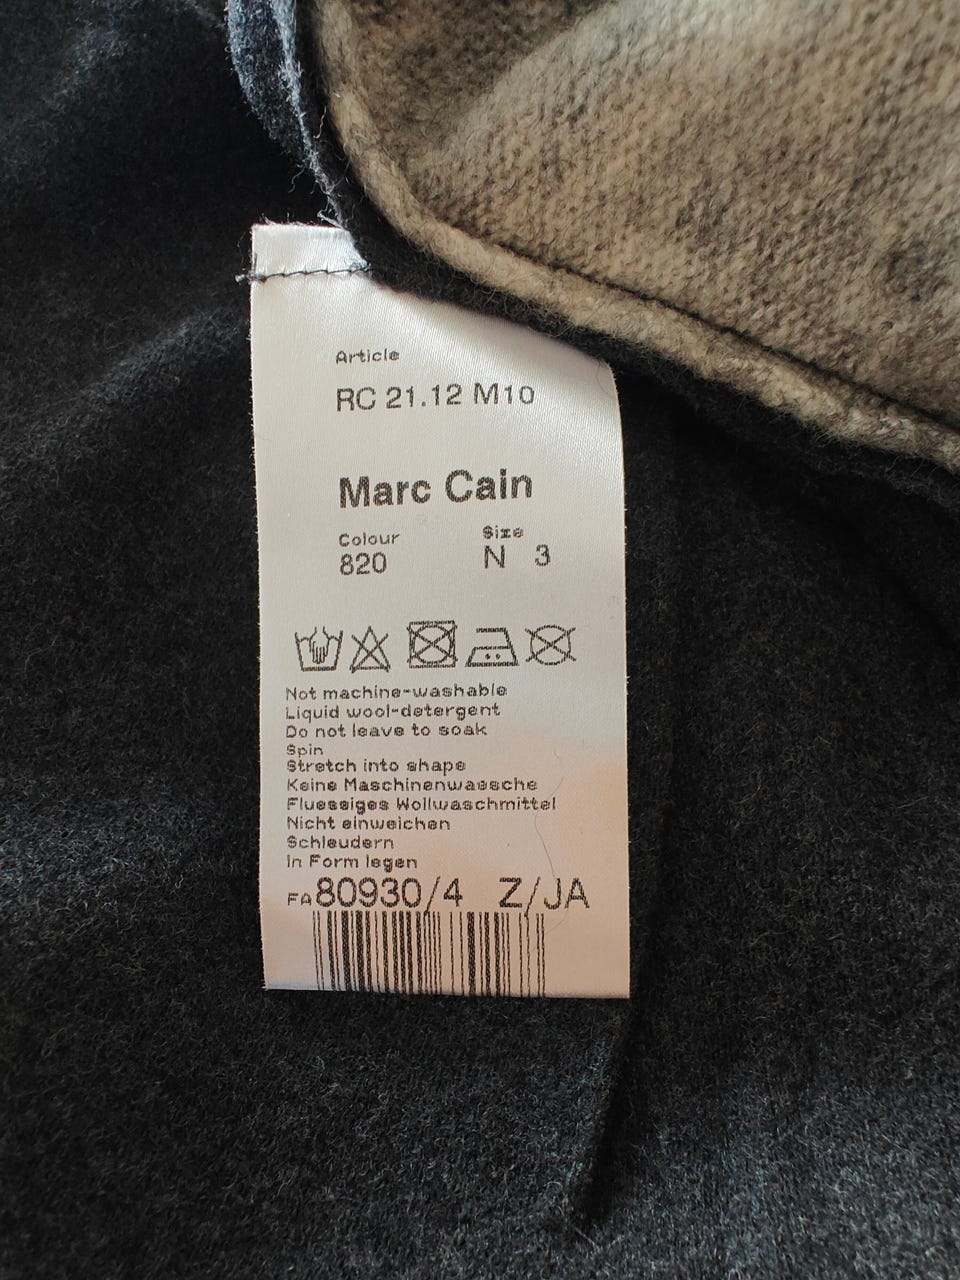 Article
RC 21.12 M10
Marc Cain
Colour Size
820 N 3
Not machine-washable
Liquid wool-detergent
Do not leave to soak
Spin
Stretch into shape
Keine Maschinenwaesche
Fluessiges Wollwaschmittel
Nicht einweichen
Schleudern
In Form legen
FA80930/4 Z/JA